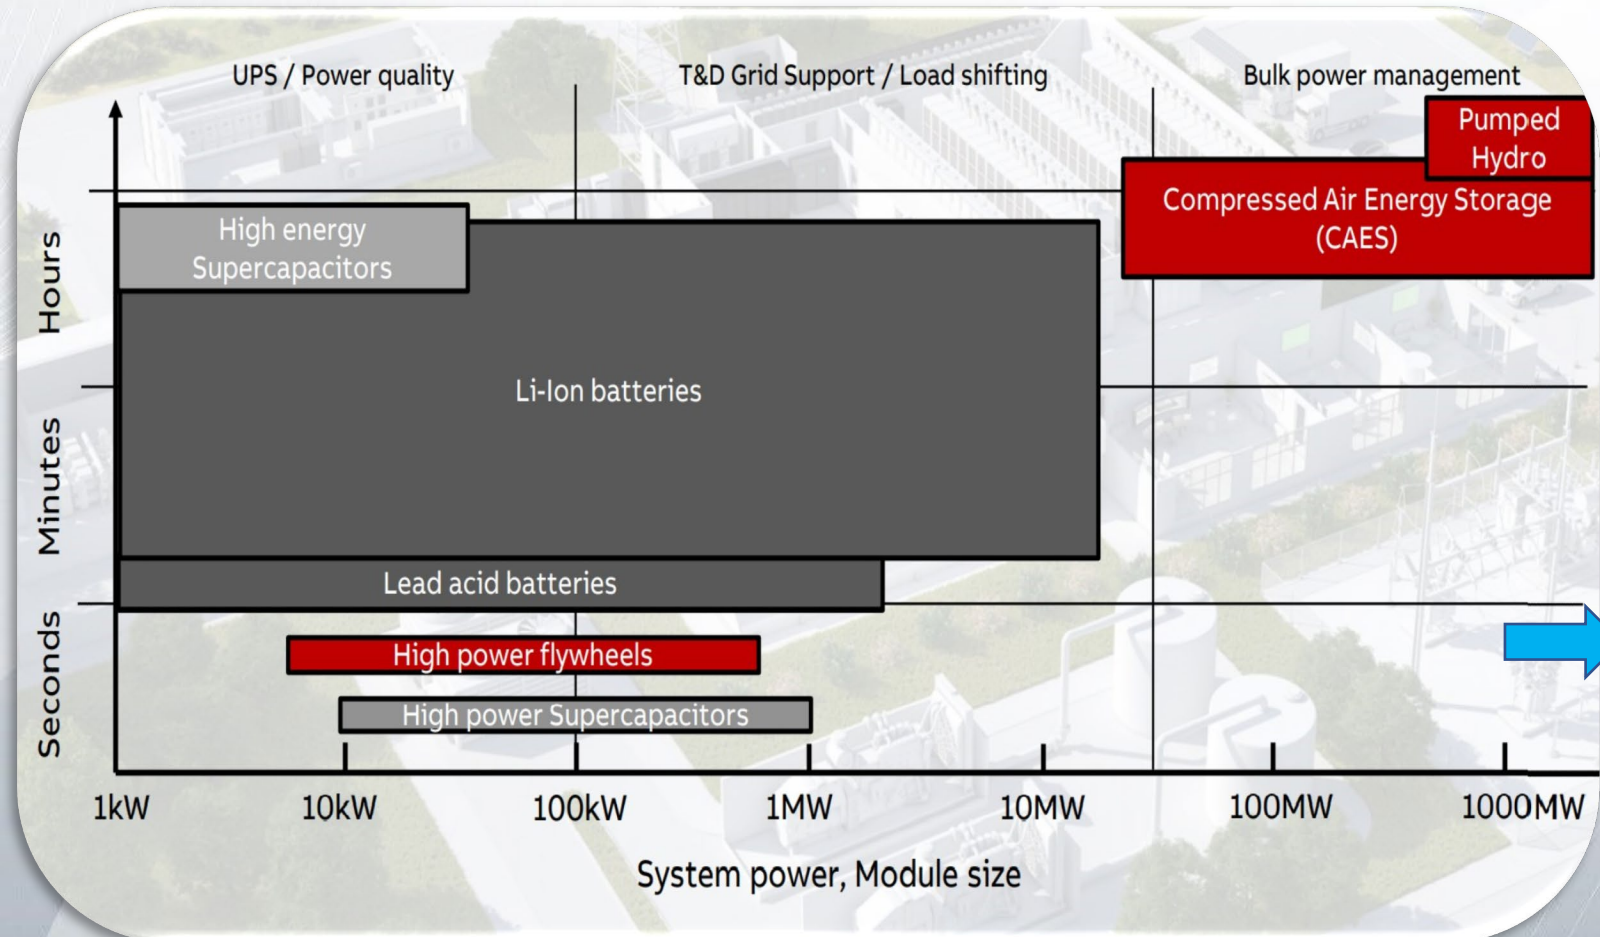 UPS / Power quality
T&D Grid Support / Load shifting
Bulk power management
Pumped
Hydro
Compressed Air Energy Storage
(CAES)
High energy
Supercapacitors
Hours
Li-Ion batteries
Minutes
Lead acid batteries
Seconds
High power flywheels
High power Supercapacitors
1kW
10kW
100kW
1MW
10MW
100MW
1000MW
System power, Module size